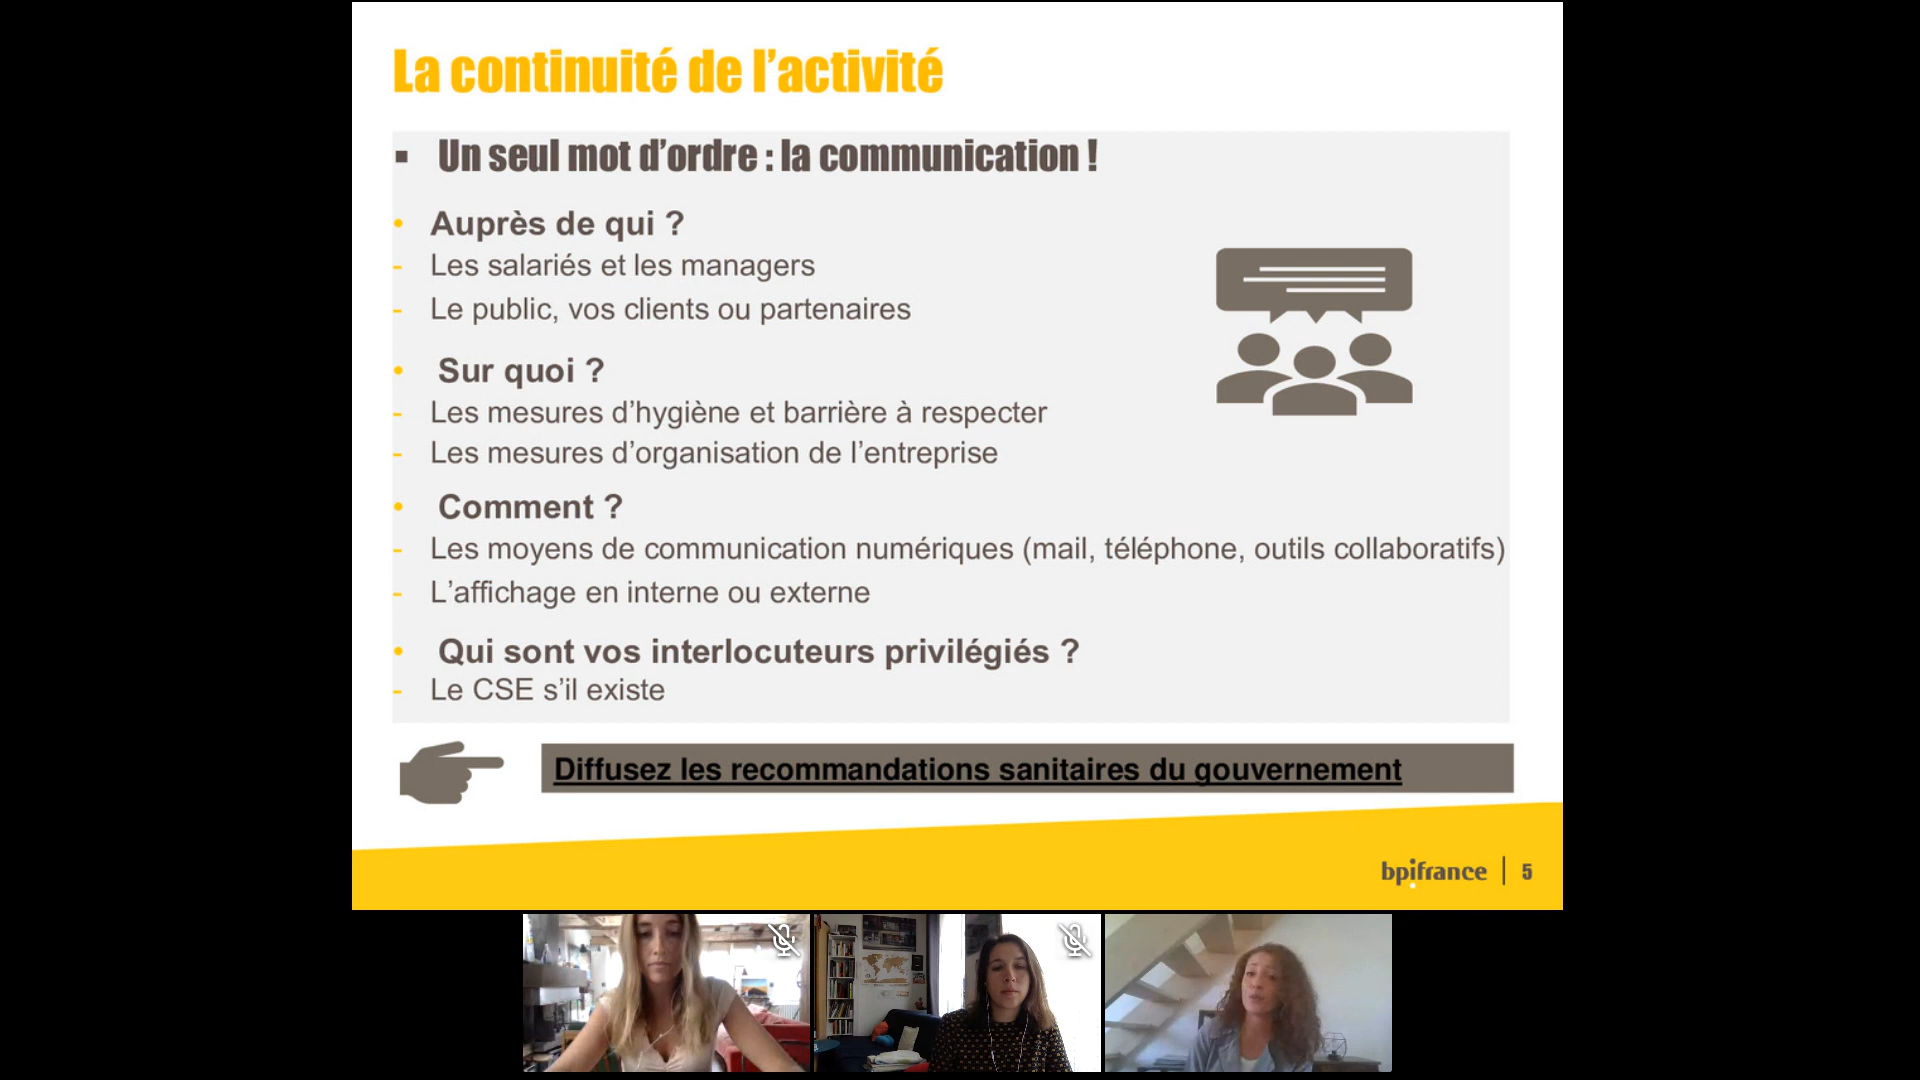 La continuité de l’activité
▪ Un seul mot d’ordre : la communication !
• Auprès de qui ?
- Les salariés et les managers
- Le public, vos clients ou partenaires
• Sur quoi ?
- Les mesures d’hygiène et barrière à respecter
- Les mesures d’organisation de l’entreprise
• Comment ?
- Les moyens de communication numériques (mail, téléphone, outils collaboratifs)
- L’affichage en interne ou externe
• Qui sont vos interlocuteurs privilégiés ?
- Le CSE s’il existe
Diffusez les recommandations sanitaires du gouvernement
bpifrance | 5